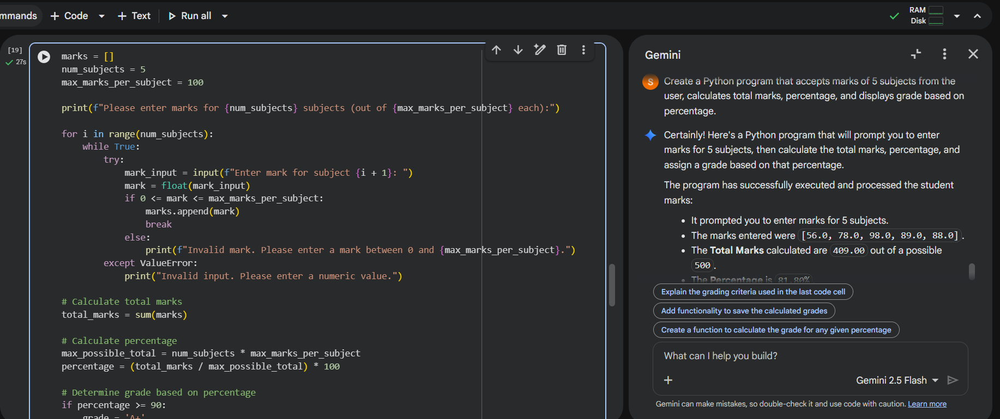 mmands + Code + Text Run all
RAM
Disk
[19]
27s
marks = []
num_subjects = 5
max_marks_per_subject = 100
print(f"Please enter marks for {num_subjects} subjects (out of {max_marks_per_subject} each):")
for i in range(num_subjects):
    while True:
        try:
            mark_input = input(f"Enter mark for subject {i + 1}: ")
            mark = float(mark_input)
            if 0 <= mark <= max_marks_per_subject:
                marks.append(mark)
                break
            else:
                print(f"Invalid mark. Please enter a mark between 0 and {max_marks_per_subject}.")
        except ValueError:
            print("Invalid input. Please enter a numeric value.")
# Calculate total marks
total_marks = sum(marks)
# Calculate percentage
max_possible_total = num_subjects * max_marks_per_subject
percentage = (total_marks / max_possible_total) * 100
# Determine grade based on percentage
if percentage >= 90:
    grade = 'A+'
Gemini
S
Create a Python program that accepts marks of 5 subjects from the
user, calculates total marks, percentage, and displays grade based on
percentage.
Certainly! Here's a Python program that will prompt you to enter
marks for 5 subjects, then calculate the total marks, percentage, and
assign a grade based on that percentage.
The program has successfully executed and processed the student
marks:
• It prompted you to enter marks for 5 subjects.
• The marks entered were [56.0, 78.0, 98.0, 89.0, 88.0].
• The Total Marks calculated are 409.00 out of a possible
500.
• The Percentage is 81.80%
Explain the grading criteria used in the last code cell
Add functionality to save the calculated grades
Create a function to calculate the grade for any given percentage
What can I help you build?
+ Gemini 2.5 Flash
Gemini can make mistakes, so double-check it and use code with caution. Learn more